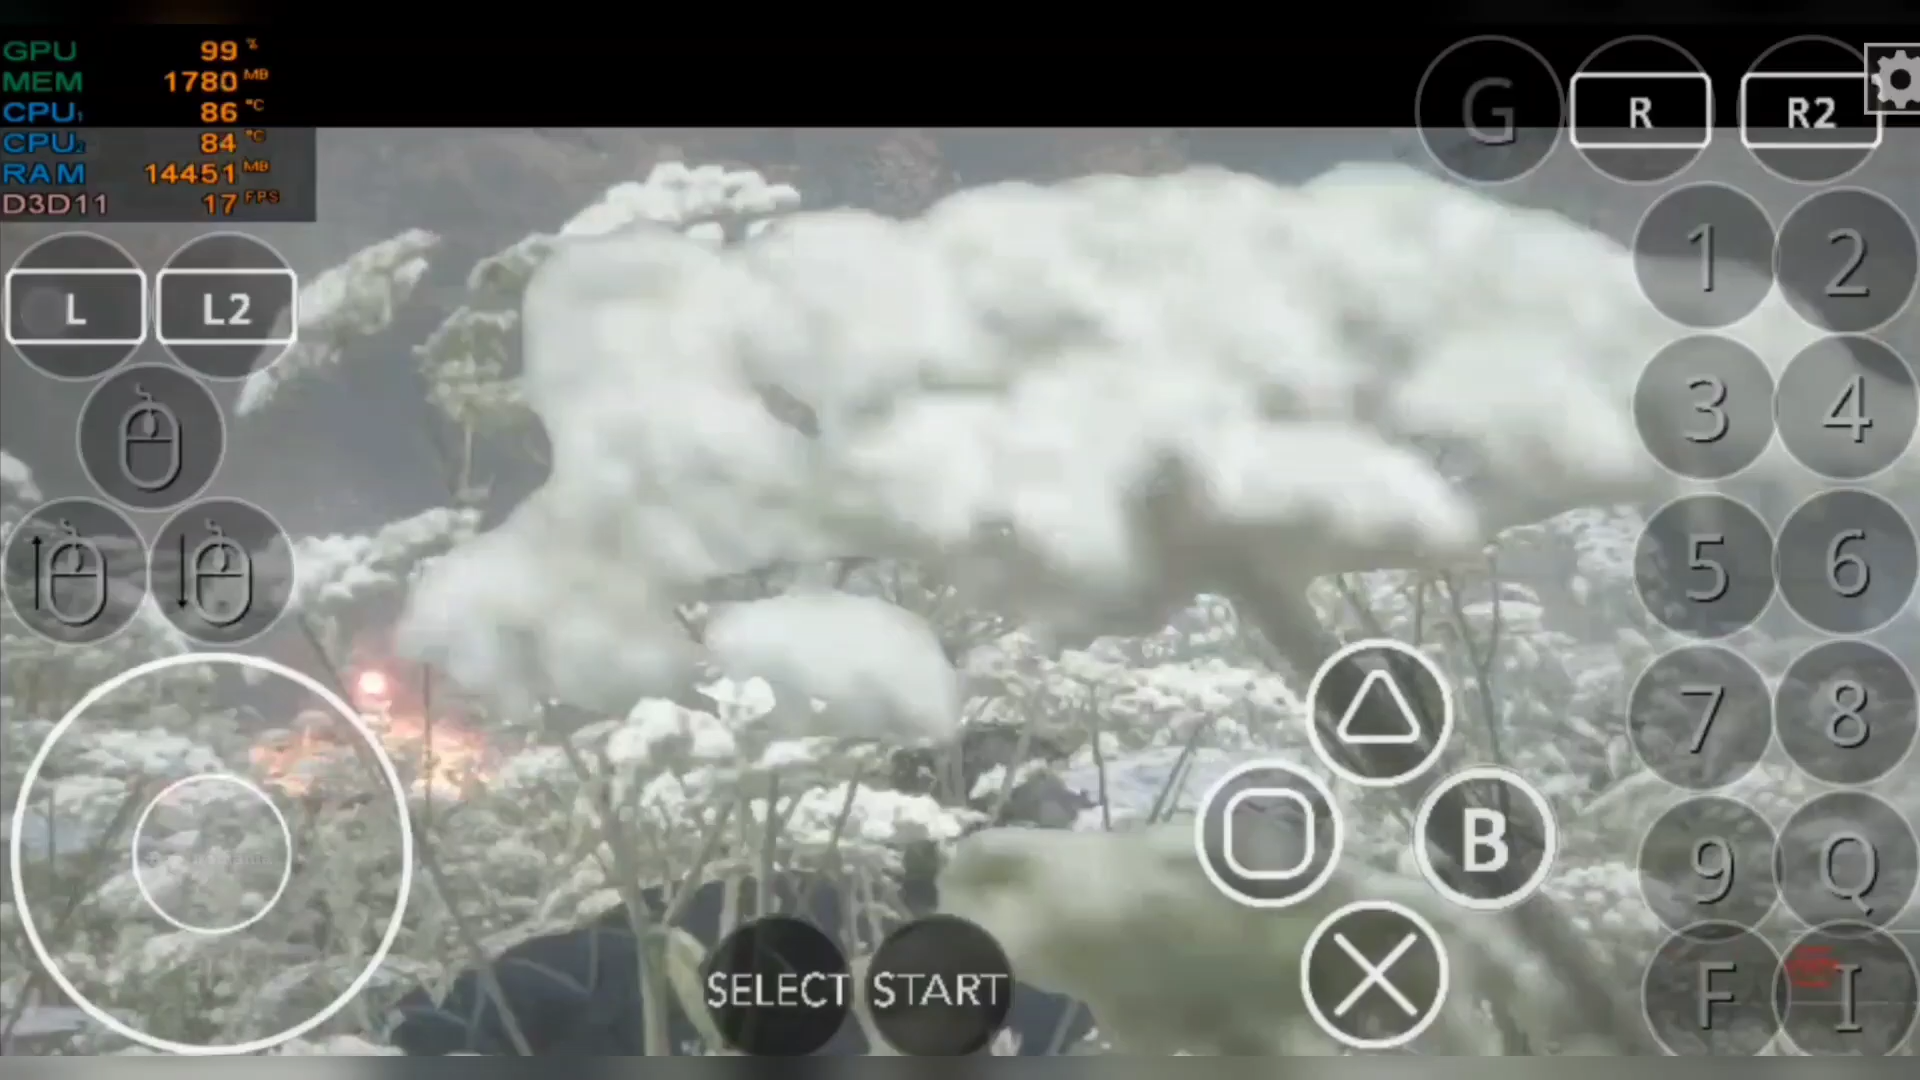 GPU 99 %
MEM 1780 MB
CPU1 86 °C
CPU2 84 °C
RAM 14451 MB
D3D11 17 FPS
G R R2
L L2
1 2
3 4
5 6
7 8
B
9 Q
SELECT START
F I